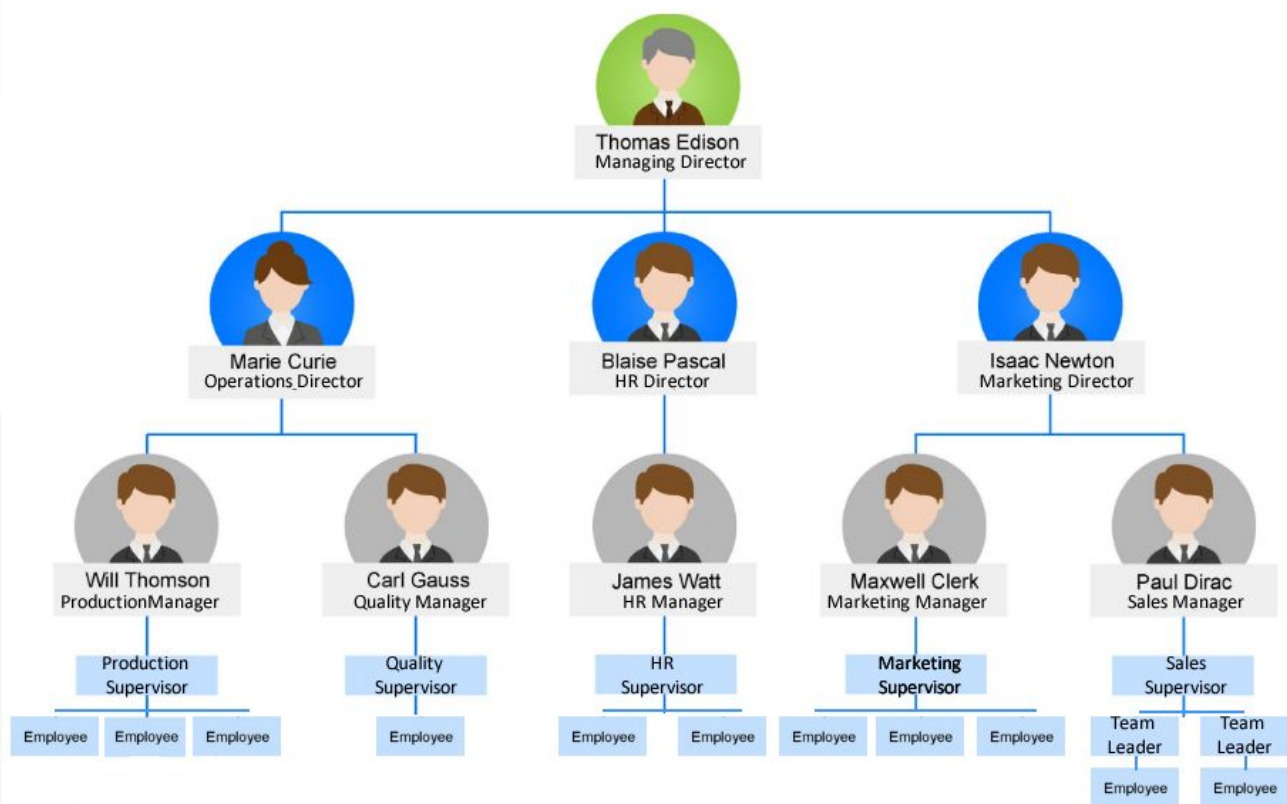 Thomas Edison
Managing Director
Marie Curie
Operations Director
Blaise Pascal
HR Director
Isaac Newton
Marketing Director
Will Thomson
ProductionManager
Carl Gauss
Quality Manager
James Watt
HR Manager
Maxwell Clerk
Marketing Manager
Paul Dirac
Sales Manager
Production
Supervisor
Quality
Supervisor
HR
Supervisor
Marketing
Supervisor
Sales
Supervisor
Employee
Employee
Employee
Employee
Employee
Employee
Employee
Employee
Employee
Team
Leader
Team
Leader
Employee
Employee